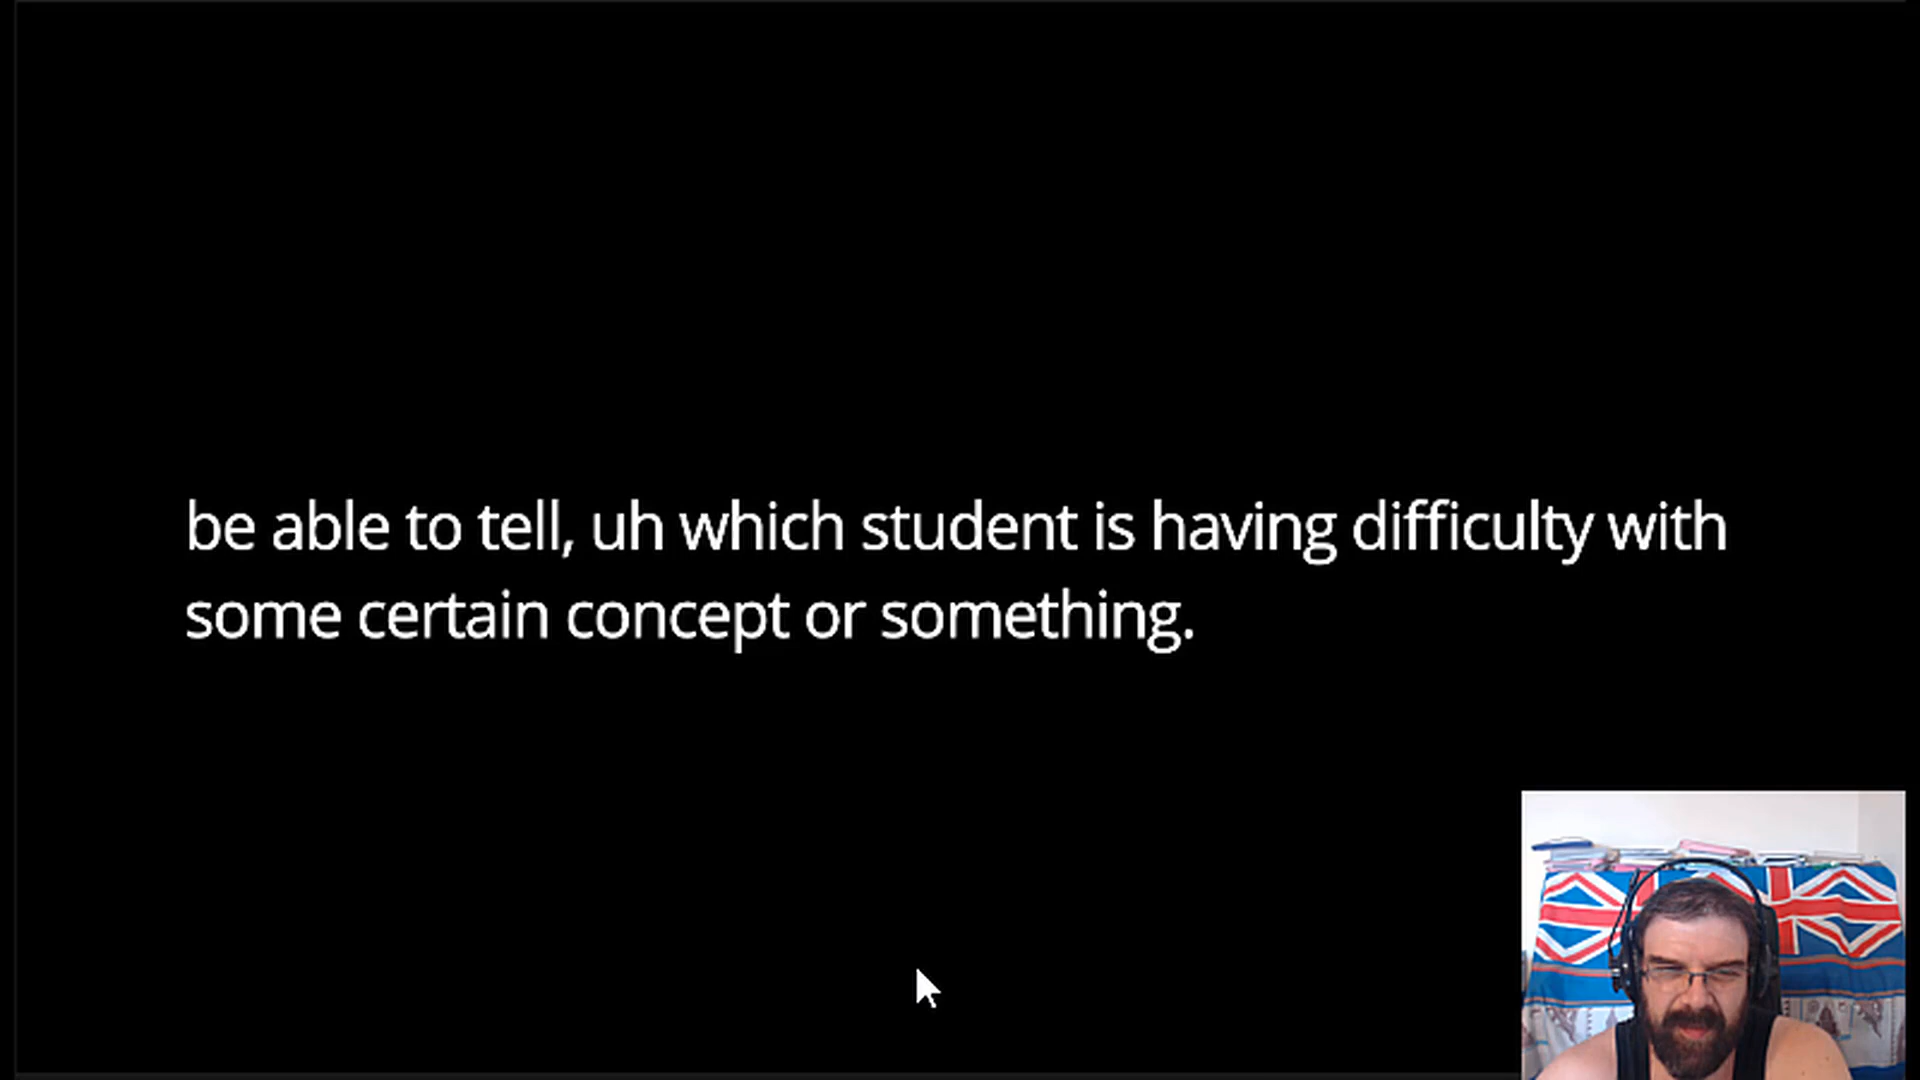 be able to tell, uh which student is having difficulty with
some certain concept or something.